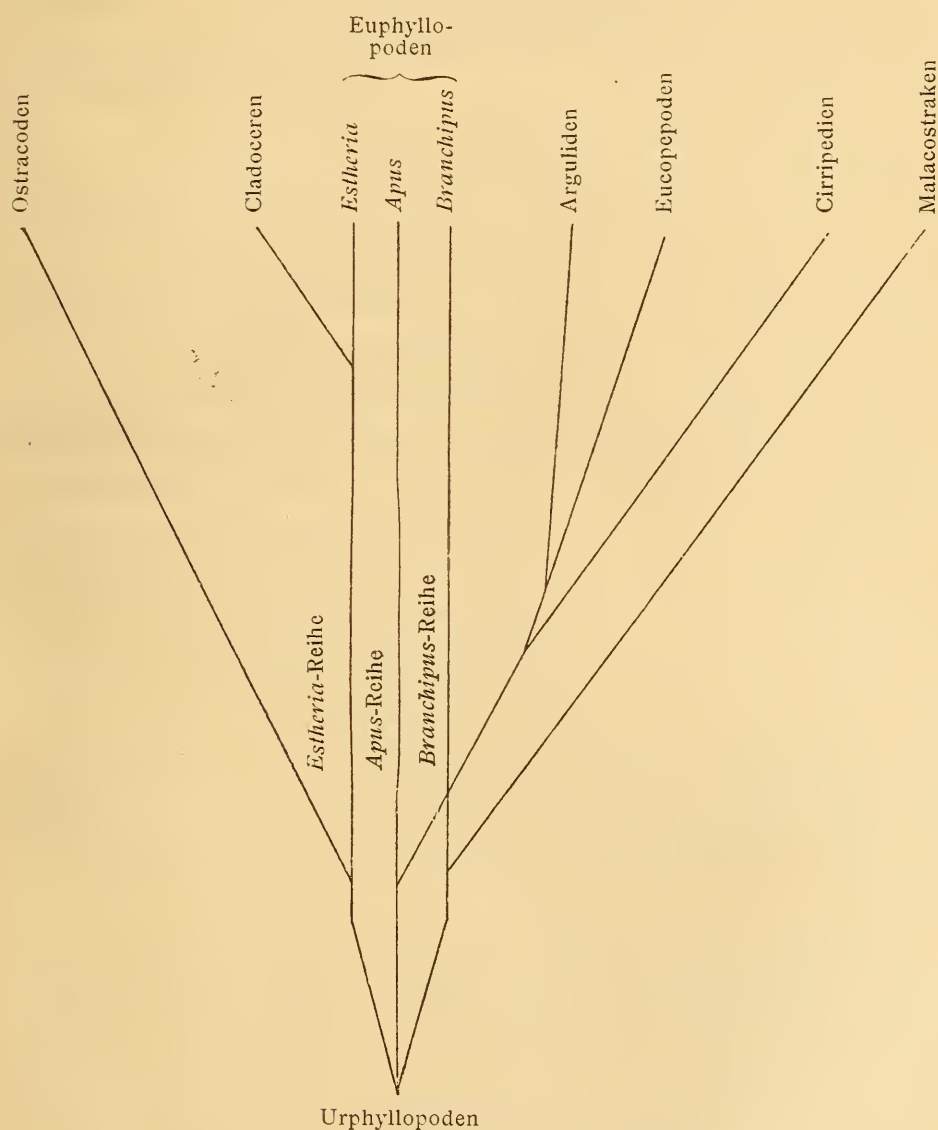 Euphyllo-
poden
Ostracoden
Cladoceren
Estheria
Apus
Branchipus
Arguliden
Eucopepoden
Cirripedien
Malacostraken
Estheria-Reihe
Apus-Reihe
Branchipus-Reihe
Urphyllopoden